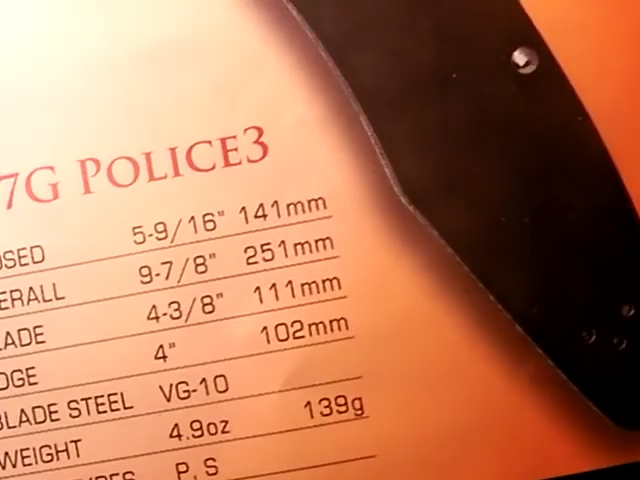 7G POLICE3
OSED 5-9/16" 141mm
ERALL 9-7/8" 251mm
LADE 4-3/8" 111mm
DGE 4" 102mm
BLADE STEEL VG-10
WEIGHT 4.9oz 139g
P, S